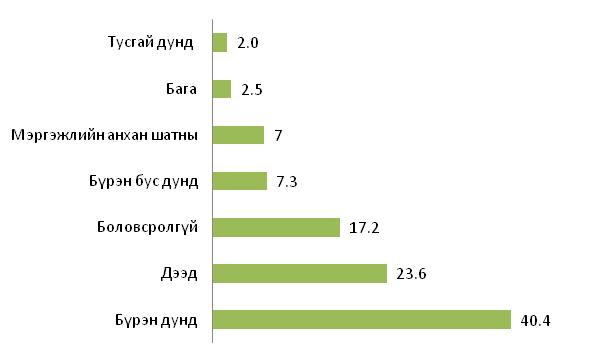 Тусгай дунд 2.0
Бага 2.5
Мэргэжлийн анхан шатны 7
Бүрэн бус дунд 7.3
Боловсролгүй 17.2
Дээд 23.6
Бүрэн дунд 40.4